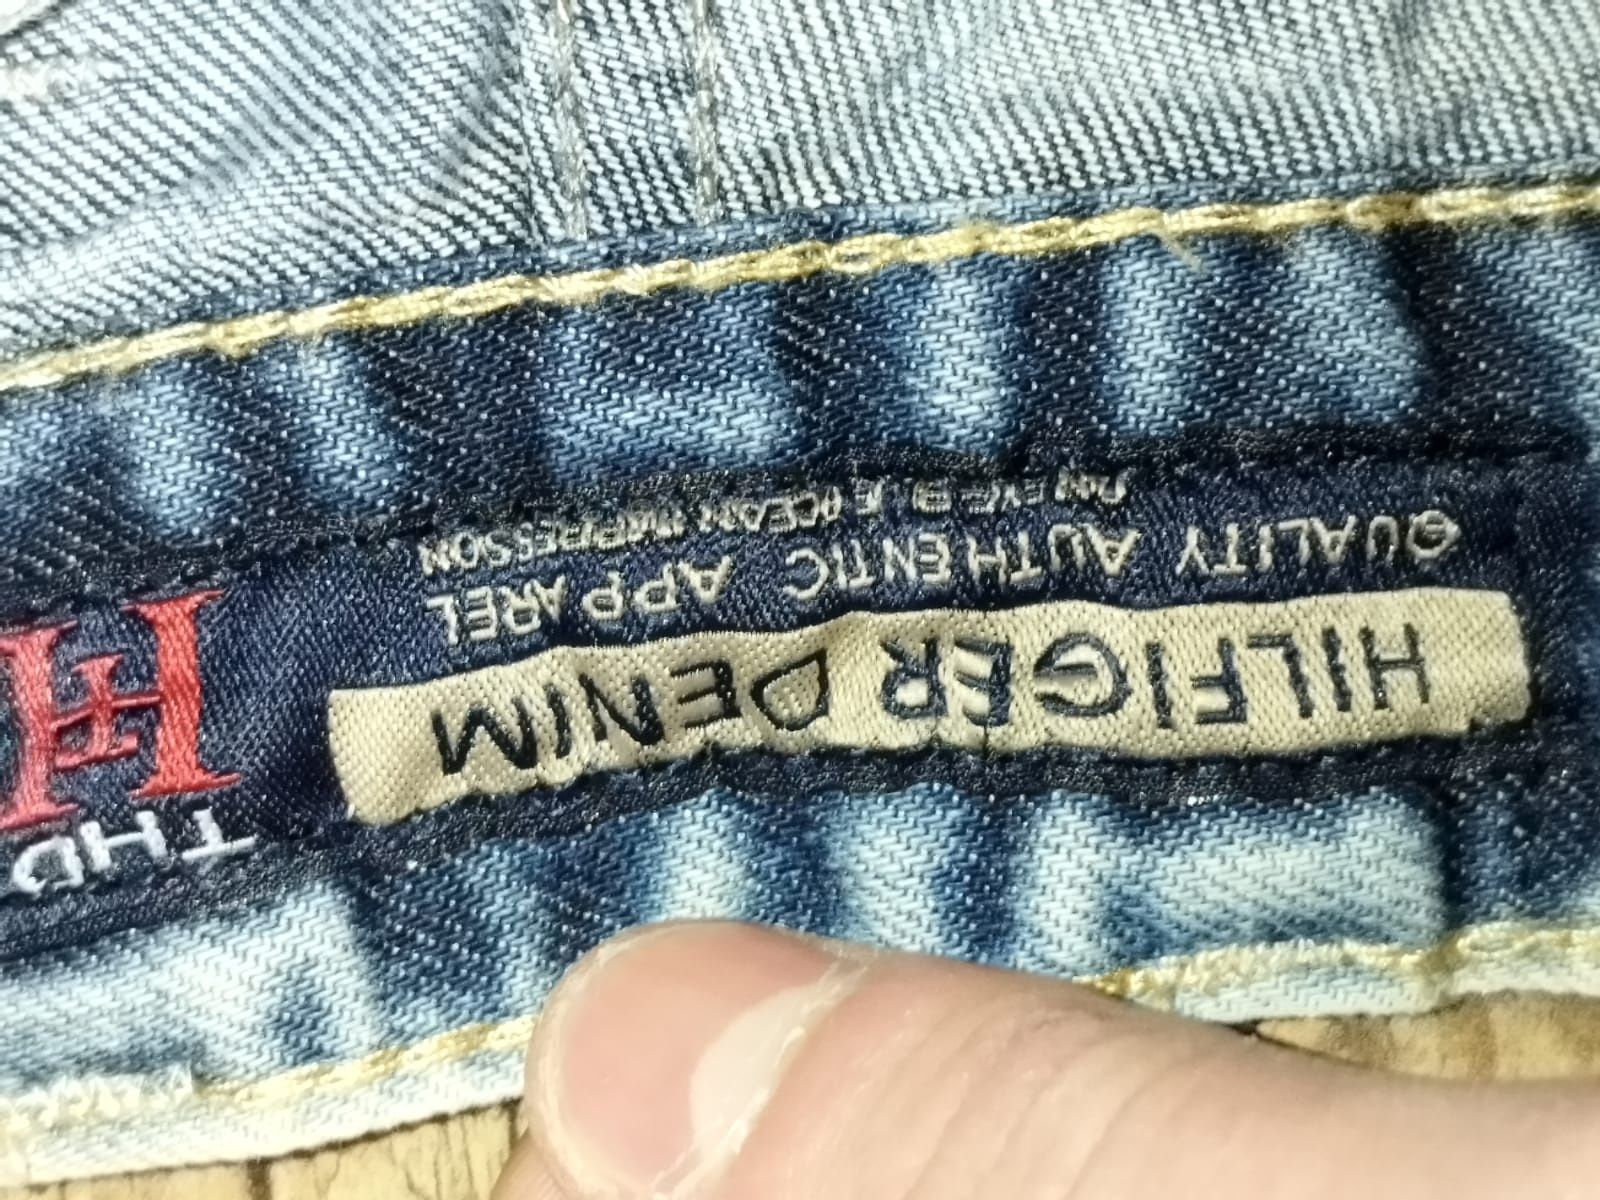 HILFIGER DENIM
QUALITY AUTHENTIC APPAREL
THD
H